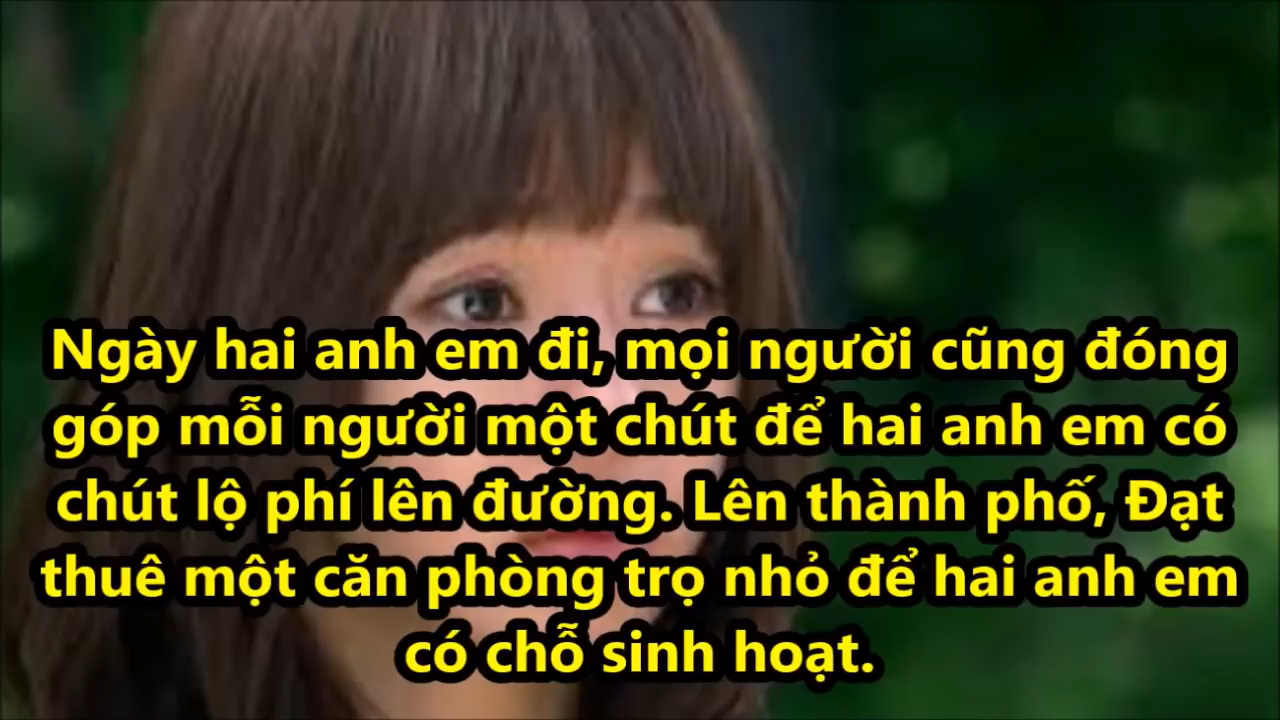 Ngày hai anh em đi, mọi người cũng đóng
góp mỗi người một chút để hai anh em có
chút lộ phí lên đường. Lên thành phố, Đạt
thuê một căn phòng trọ nhỏ để hai anh em
có chỗ sinh hoạt.